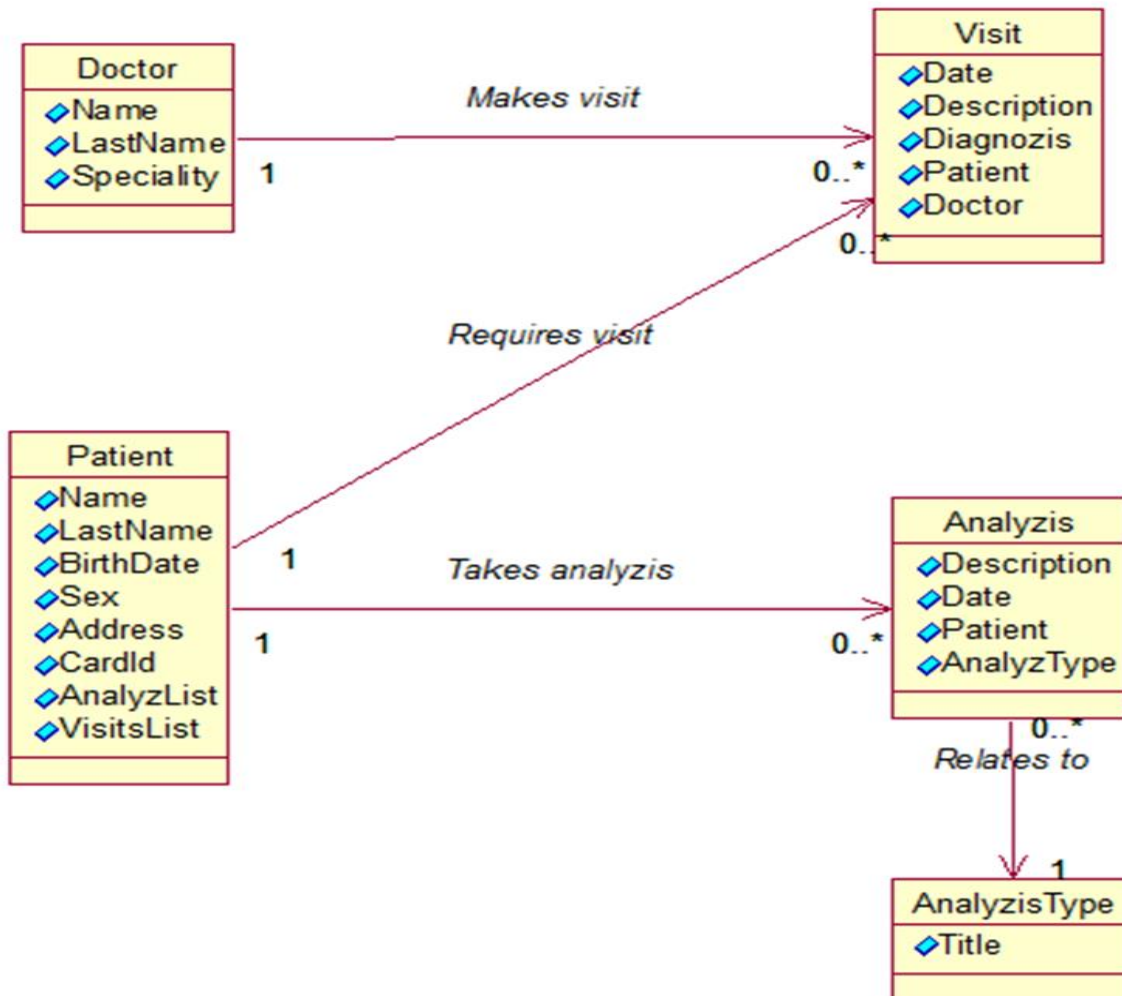 Doctor
Name
LastName
Speciality
Makes visit
1
0..*
Visit
Date
Description
Diagnozis
Patient
Doctor
0..*
Requires visit
1
Patient
Name
LastName
BirthDate
Sex
Address
CardId
AnalyzList
VisitsList
Takes analyzis
1
0..*
Analyzis
Description
Date
Patient
AnalyzType
0..*
Relates to
1
AnalyzisType
Title